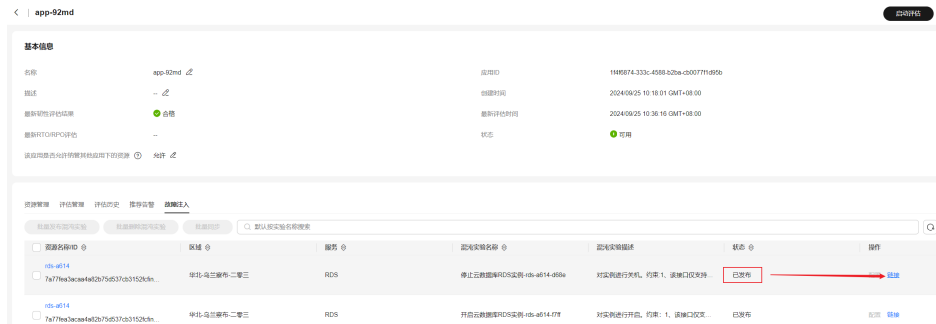 app-92md
启动评估
基本信息
名称 app-92md 应用ID 1f4f6874-333c-4588-b2ba-cb0077f1d95b
描述 -- 创建时间 2024/09/25 10:18:01 GMT+08:00
最新韧性评估结果 合格 最新评估时间 2024/09/25 10:36:16 GMT+08:00
最新RTO/RPO评估 -- 状态 可用
该应用是否允许纳管其他应用下的资源 允许
资源管理 评估管理 评估历史 推荐告警 故障注入
批量发布混沌实验 批量删除混沌实验 批量同步 默认按实验名称搜索
资源名称/ID 区域 服务 混沌实验名称 混沌实验描述 状态 操作
rds-a614
7a77fea3acaa4a82b75d537cb3152fcfin... 华北-乌兰察布-二零三 RDS 停止云数据库RDS实例-rds-a614-d68e 对实例进行关机。约束:1、该接口仅支持... 已发布 配置 链接
rds-a614
7a77fea3acaa4a82b75d537cb3152fcfin... 华北-乌兰察布-二零三 RDS 开启云数据库RDS实例-rds-a614-f7ff 对实例进行开启。约束：1、该接口仅支... 已发布 配置 链接